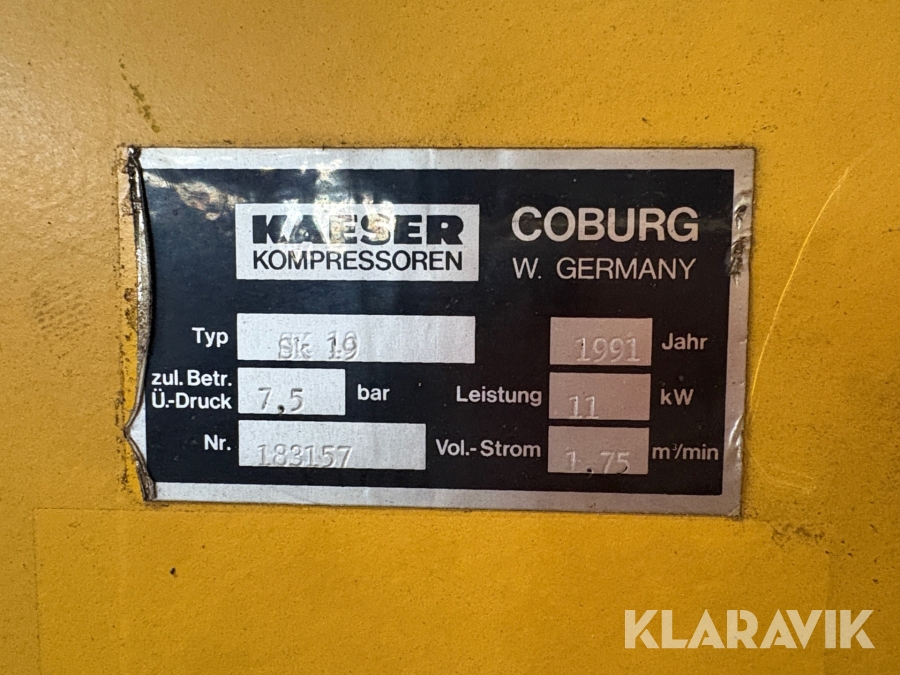 KAESER
KOMPRESSOREN
COBURG
W. GERMANY
Typ SK 19
1991 Jahr
zul. Betr.
Ü.-Druck 7,5 bar
Leistung 11 kW
Nr. 183157
Vol.-Strom 1,75 m³/min
KLARAVIK